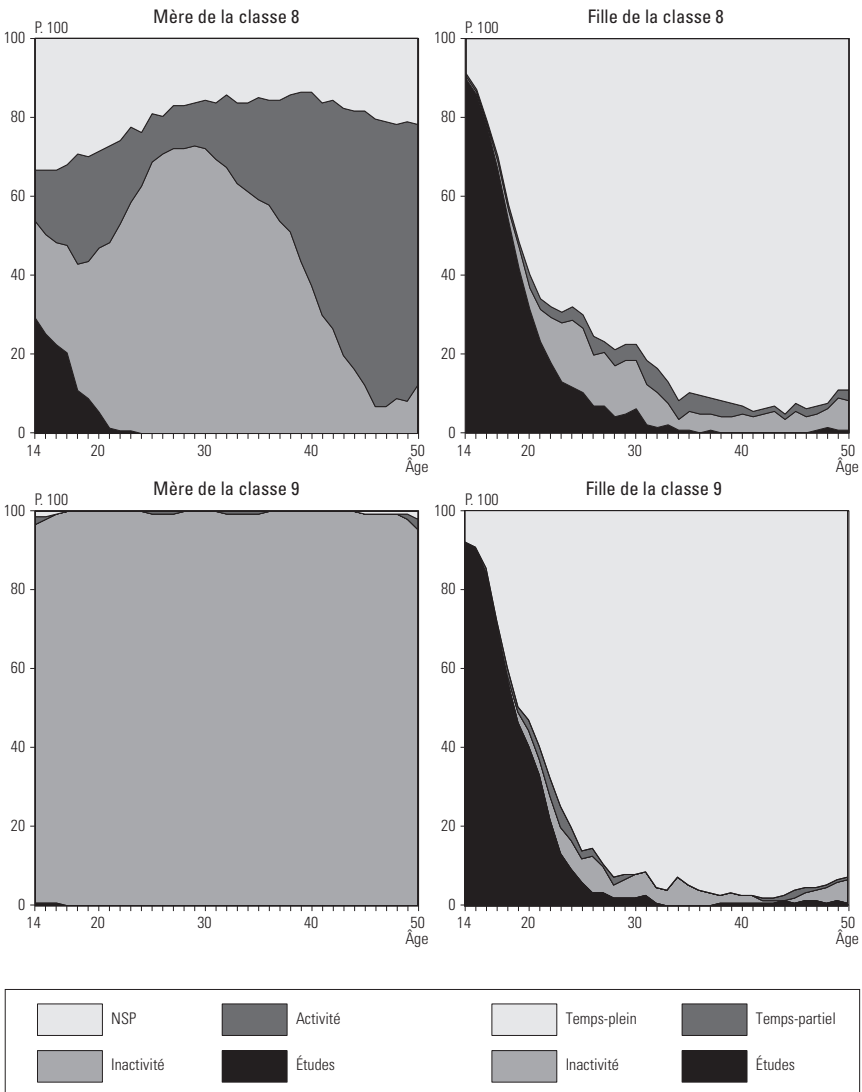 Mère de la classe 8
P. 100
100
80
60
40
20
0
14 20 30 40 50
Âge
Fille de la classe 8
P. 100
100
80
60
40
20
0
14 20 30 40 50
Âge
Mère de la classe 9
P. 100
100
80
60
40
20
0
14 20 30 40 50
Âge
Fille de la classe 9
P. 100
100
80
60
40
20
0
14 20 30 40 50
Âge
NSP Activité Temps-plein Temps-partiel
Inactivité Études Inactivité Études